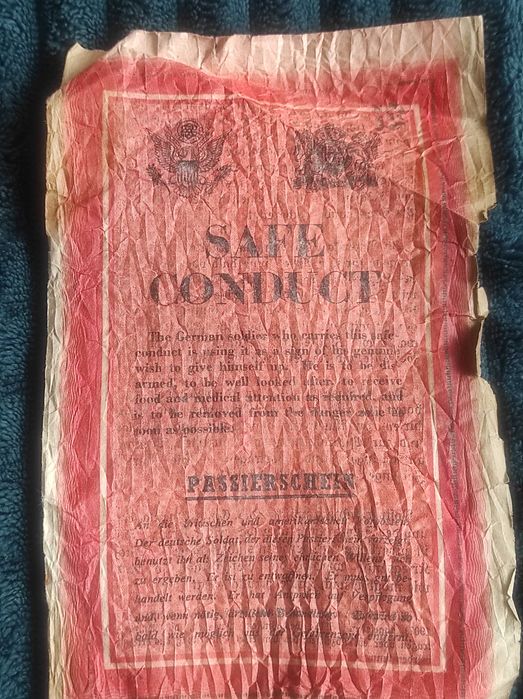 SAFE
CONDUCT
The German soldier who carries this safe
conduct is using it as a sign of his genuine
wish to give himself up. He is to be dis-
armed, to be well looked after, to receive
food and medical attention as required, and
is to be removed from the danger zone as
soon as possible.
PASSIERSCHEIN
An die britischen und amerikanischen Vorposten:
Der deutsche Soldat, der diesen Passierschein vorzeigt,
benutzt ihn als Zeichen seines ehrlichen Willens, sich
zu ergeben. Er ist zu entwaffnen. Er muss gut be-
handelt werden. Er hat Anspruch auf Verpflegung
und, wenn nötig, ärztliche Behandlung. Er wird so
bald wie möglich aus der Gefahrenzone entfernt.